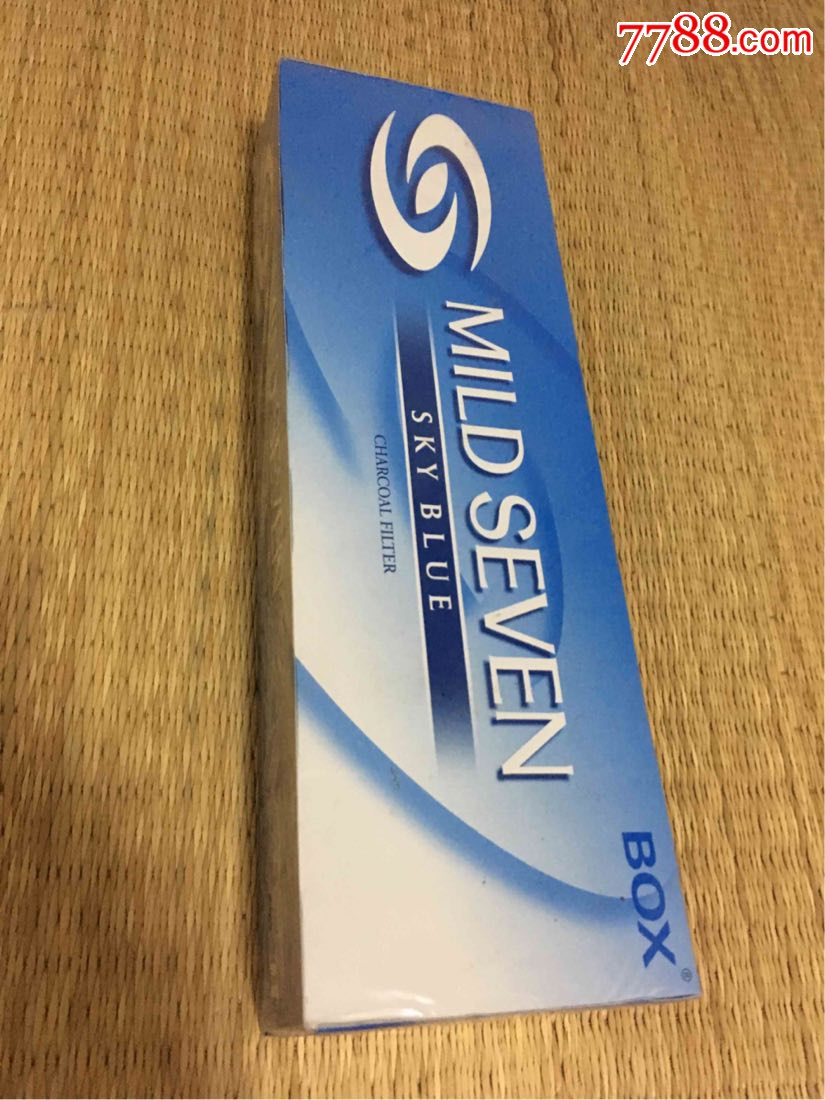 7788.com
MILD SEVEN
SKY BLUE
CHARCOAL FILTER
BOX®